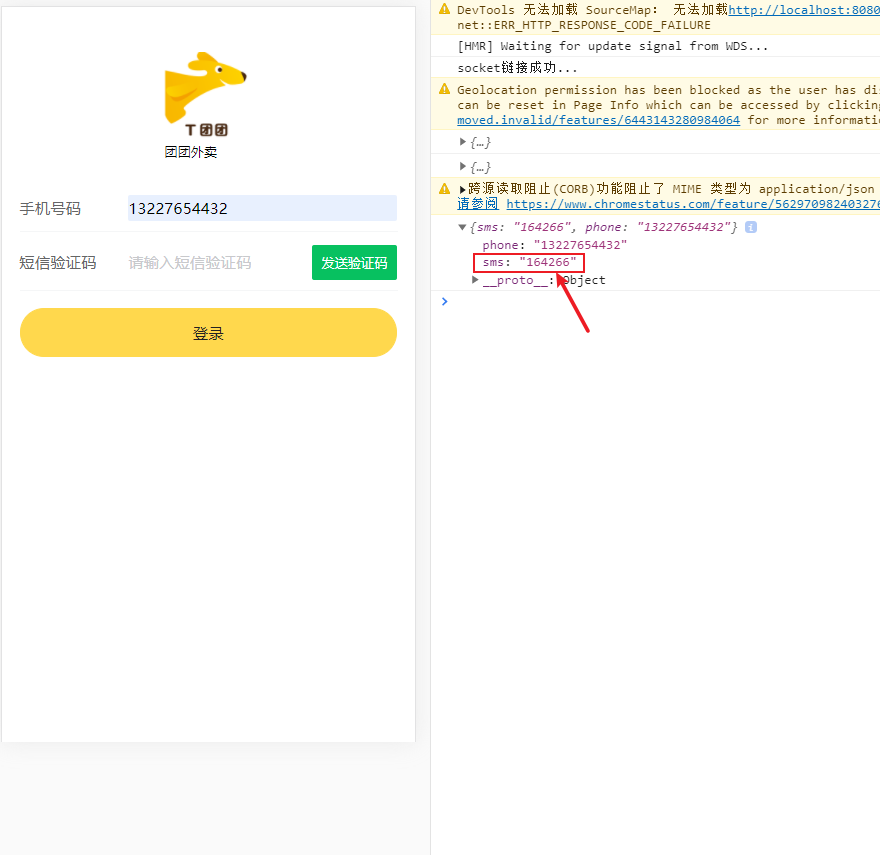 T 团团
团团外卖
手机号码
13227654432
短信验证码
请输入短信验证码
发送验证码
登录
DevTools 无法加载 SourceMap: 无法加载http://localhost:8080
net::ERR_HTTP_RESPONSE_CODE_FAILURE
[HMR] Waiting for update signal from WDS...
socket链接成功...
Geolocation permission has been blocked as the user has di
can be reset in Page Info which can be accessed by clickin
moved.invalid/features/6443143280984064 for more informati
▶{…}
▶{…}
▶跨源读取阻止(CORB)功能阻止了 MIME 类型为 application/json
请参阅 https://www.chromestatus.com/feature/5629709824032768
▼{sms: "164266", phone: "13227654432"} i
phone: "13227654432"
sms: "164266"
▶__proto__: Object
>